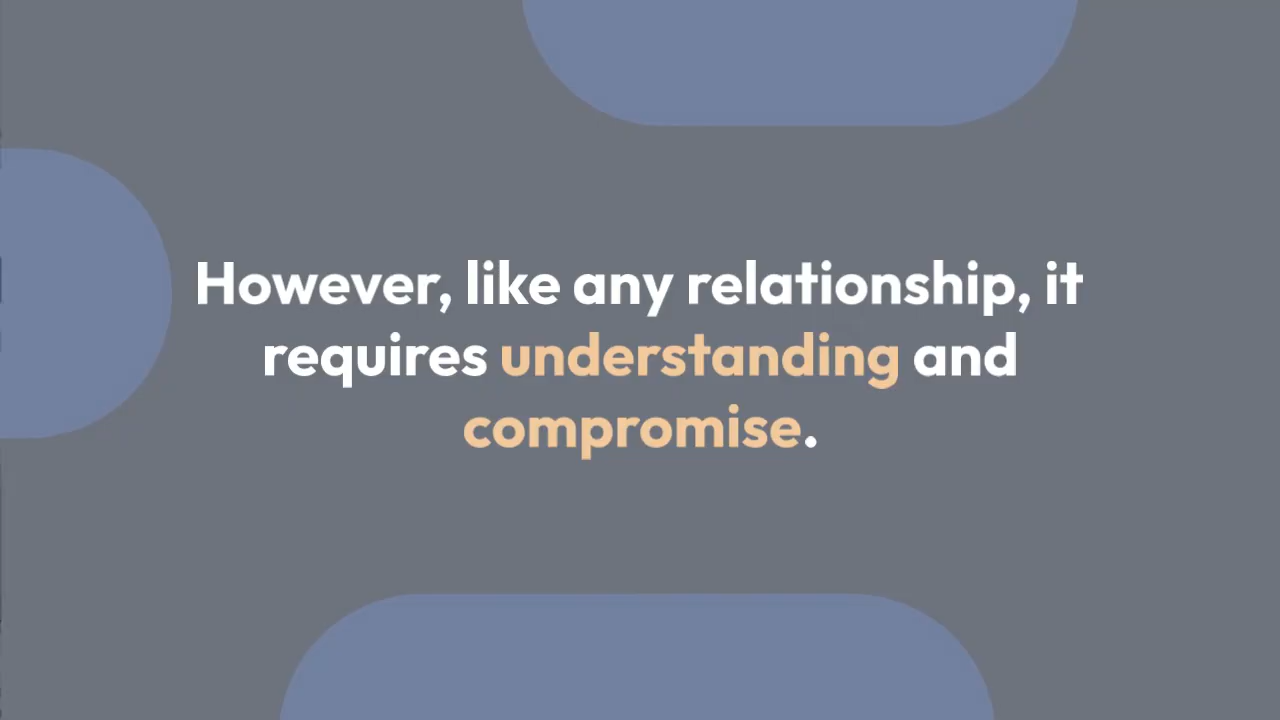 However, like any relationship, it
requires understanding and
compromise.